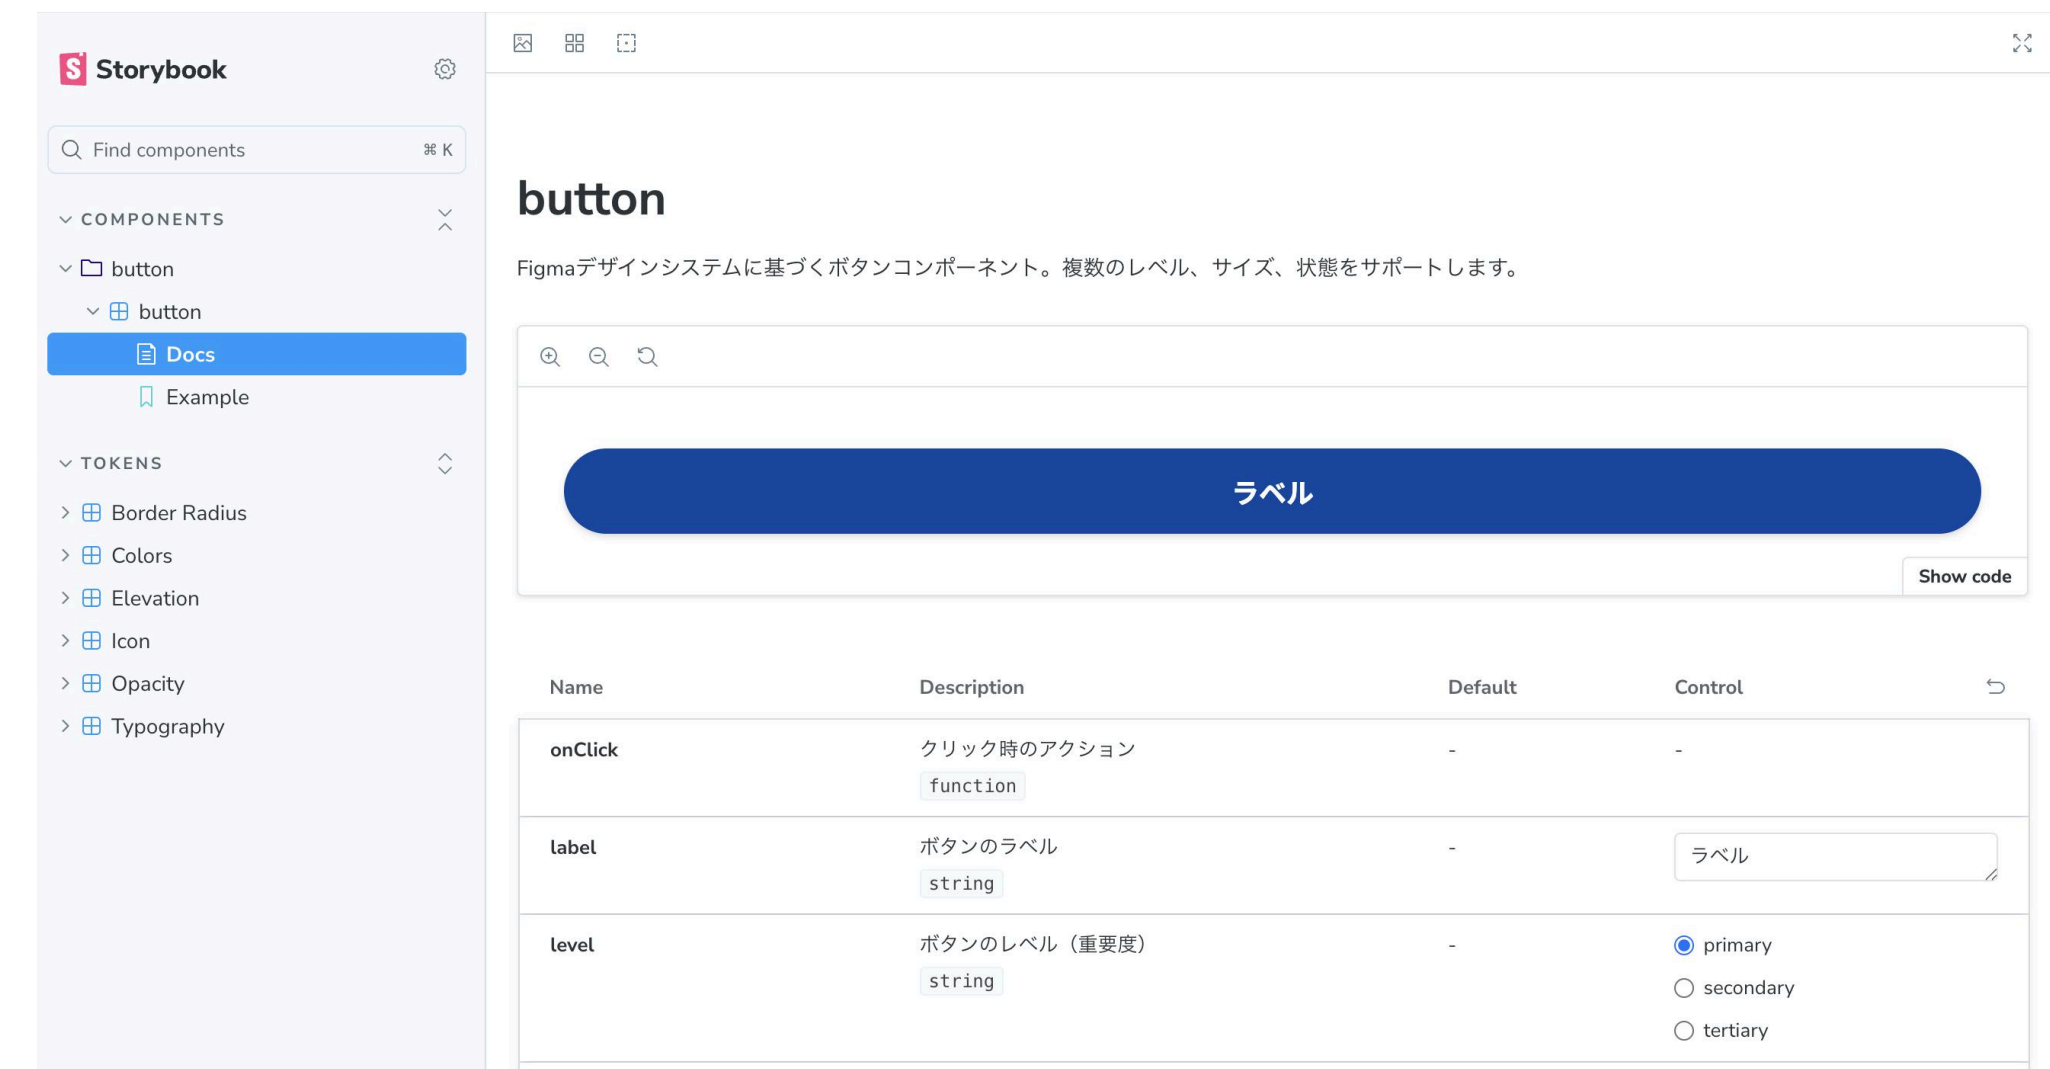 Storybook
Find components
⌘ K
COMPONENTS
button
button
Docs
Example
TOKENS
Border Radius
Colors
Elevation
Icon
Opacity
Typography
button
Figmaデザインシステムに基づくボタンコンポーネント。複数のレベル、サイズ、状態をサポートします。
ラベル
Show code
Name Description Default Control
onClick クリック時のアクション - -
function
label ボタンのラベル - ラベル
string
level ボタンのレベル（重要度） - primary
string
secondary
tertiary